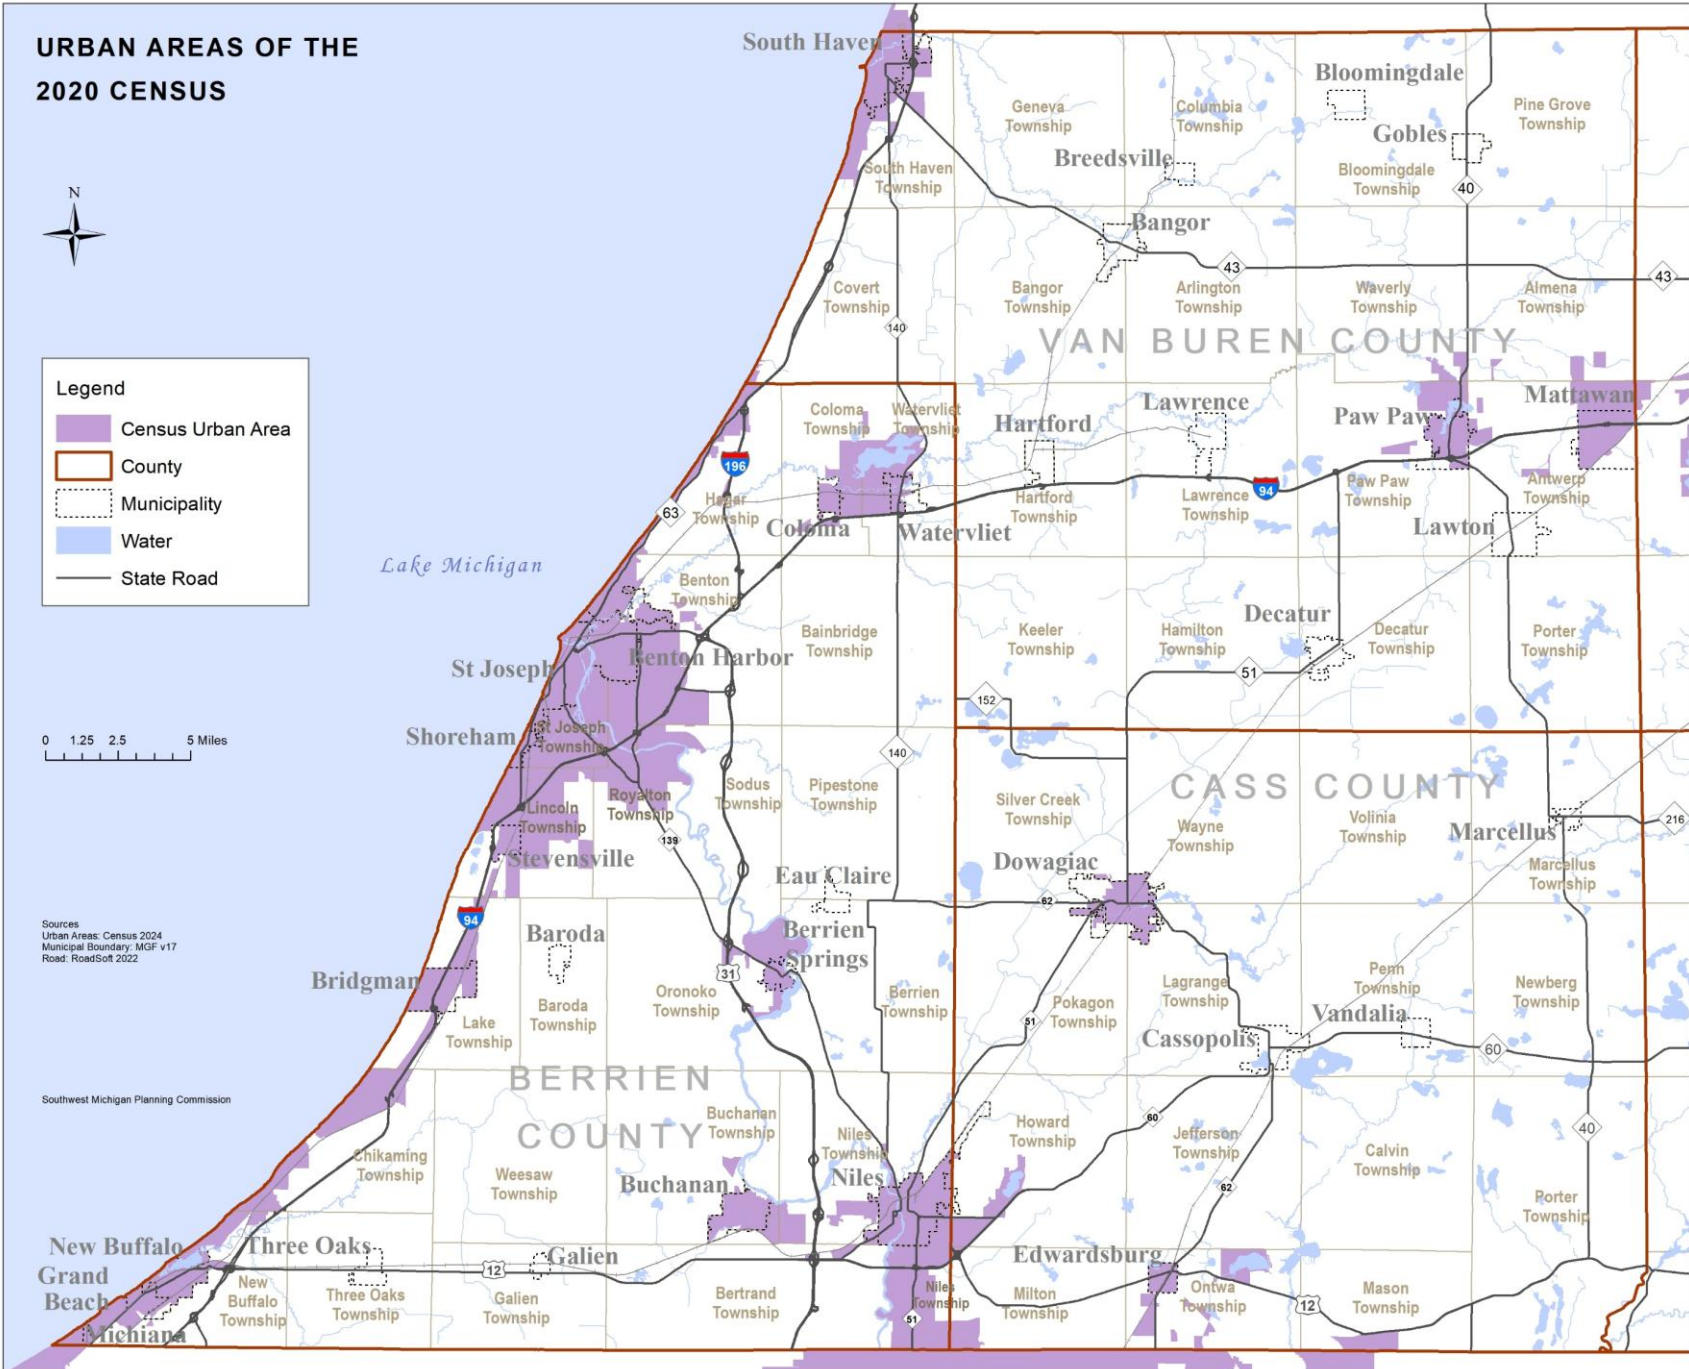 URBAN AREAS OF THE
2020 CENSUS
N
Legend
Census Urban Area
County
Municipality
Water
State Road
0 1.25 2.5 5 Miles
Sources
Urban Areas: Census 2024
Municipal Boundary: MGF v17
Road: RoadSoft 2022
Southwest Michigan Planning Commission
Lake Michigan
South Haven
Bloomingdale
Geneva
Township
Columbia
Township
Pine Grove
Township
Gobles
Breedsville
South Haven
Township
Bloomingdale
Township
40
Bangor
43
43
Covert
Township
Bangor
Township
Arlington
Township
Waverly
Township
Almena
Township
140
VAN BUREN COUNTY
Coloma
Township
Watervliet
Township
Hartford
Lawrence
Paw Paw
Mattawan
196
94
63
Hagar
Township
Coloma
Watervliet
Hartford
Township
Lawrence
Township
Paw Paw
Township
Antwerp
Township
Lawton
Benton
Township
Bainbridge
Township
Keeler
Township
Hamilton
Township
Decatur
Decatur
Township
Porter
Township
St Joseph
Benton Harbor
51
152
Shoreham
St Joseph
Township
140
CASS COUNTY
Lincoln
Township
Royalton
Township
Sodus
Township
Pipestone
Township
Silver Creek
Township
Wayne
Township
Volinia
Township
Marcellus
216
139
Stevensville
Eau Claire
Dowagiac
Marcellus
Township
62
94
Baroda
Berrien
Springs
Bridgman
31
Lake
Township
Baroda
Township
Oronoko
Township
Berrien
Township
Pokagon
Township
Lagrange
Township
Penn
Township
Newberg
Township
51
Cassopolis
Vandalia
60
BERRIEN
COUNTY
Buchanan
Township
Niles
Township
Howard
Township
60
Jefferson
Township
Calvin
Township
40
Chikaming
Township
Weesaw
Township
Buchanan
Niles
62
Porter
Township
New Buffalo
Three Oaks
Galien
Edwardsburg
Grand
Beach
12
New
Buffalo
Township
Three Oaks
Township
Galien
Township
Bertrand
Township
Niles
Township
Milton
Township
Ontwa
Township
Mason
Township
12
51
Michiana